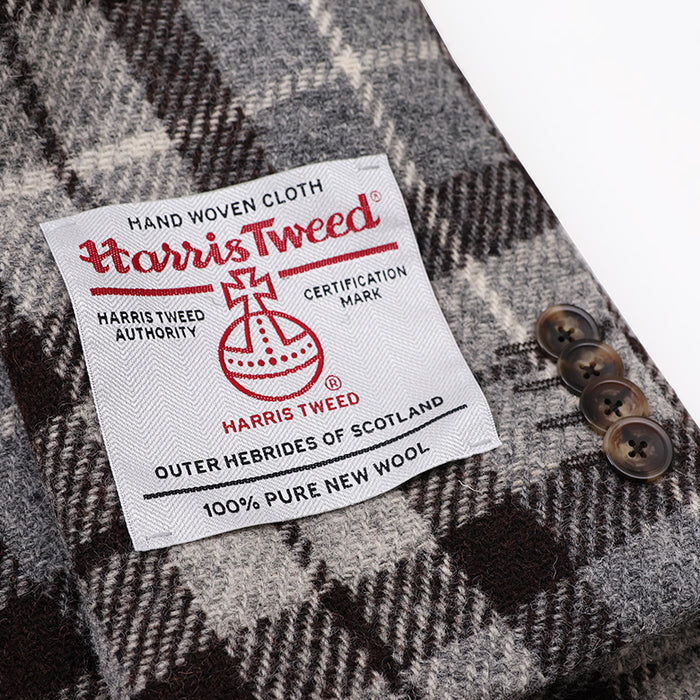 HAND WOVEN CLOTH
Harris Tweed®
HARRIS TWEED
AUTHORITY
CERTIFICATION
MARK
®
HARRIS TWEED
OUTER HEBRIDES OF SCOTLAND
100% PURE NEW WOOL